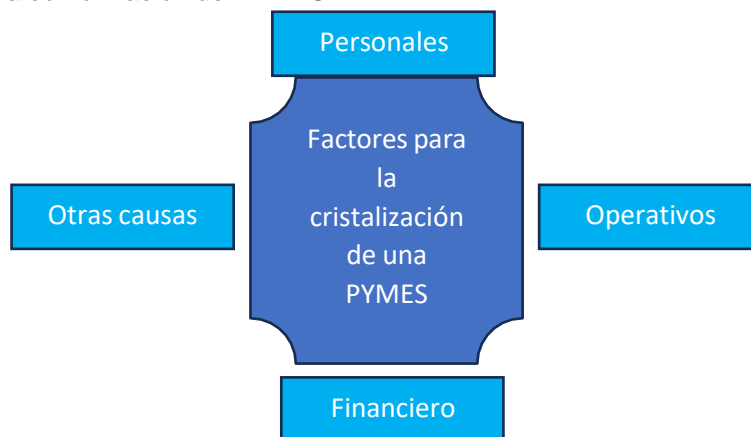 Personales
Factores para
la
cristalización
de una
PYMES
Otras causas
Operativos
Financiero